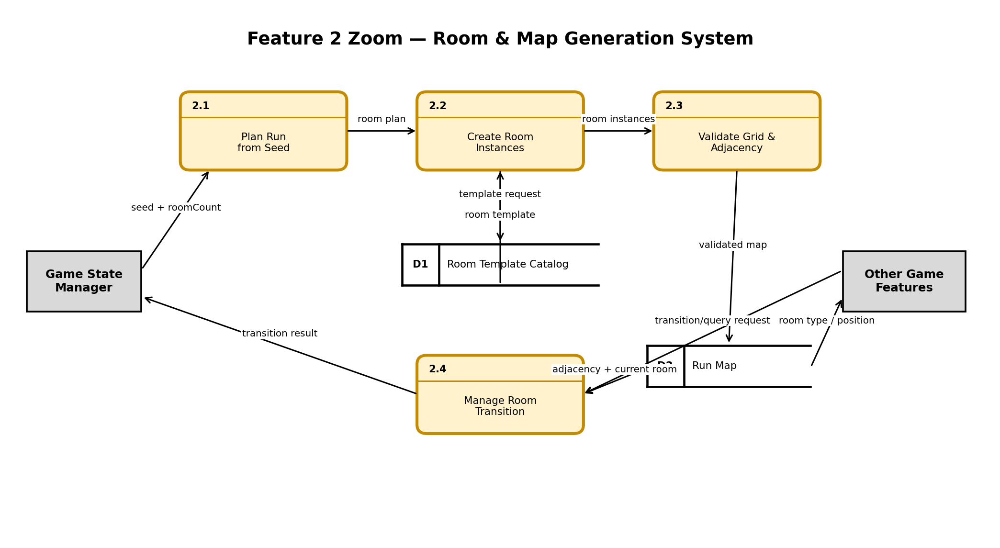 Feature 2 Zoom — Room & Map Generation System
2.1
Plan Run
from Seed
room plan
2.2
Create Room
Instances
room instances
2.3
Validate Grid &
Adjacency
seed + roomCount
template request
room template
validated map
D1
Room Template Catalog
Game State
Manager
Other Game
Features
transition/query request
room type / position
transition result
2.4
Manage Room
Transition
adjacency + current room
Run Map